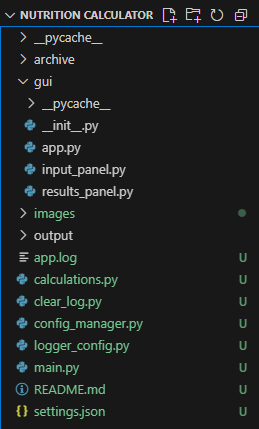 NUTRITION CALCULATOR
__pycache__
archive
gui
__pycache__
__init__.py
app.py
input_panel.py
results_panel.py
images
output
app.log U
calculations.py U
clear_log.py U
config_manager.py U
logger_config.py U
main.py U
README.md U
{} settings.json U